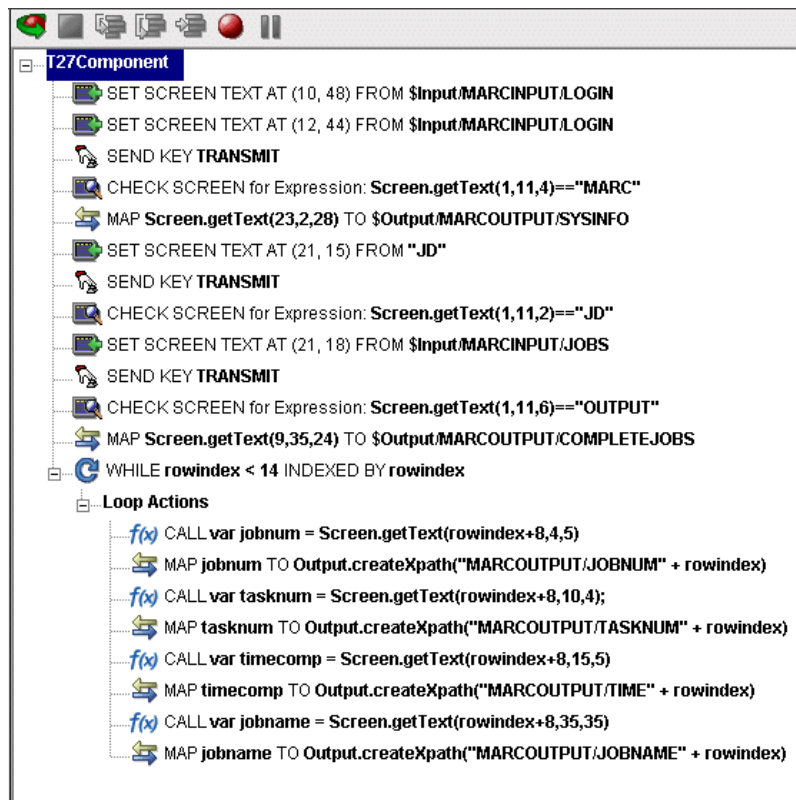 T27Component
SET SCREEN TEXT AT (10, 48) FROM $Input/MARCINPUT/LOGIN
SET SCREEN TEXT AT (12, 44) FROM $Input/MARCINPUT/LOGIN
SEND KEY TRANSMIT
CHECK SCREEN for Expression: Screen.getText(1,11,4)=="MARC"
MAP Screen.getText(23,2,28) TO $Output/MARCOUTPUT/SYSINFO
SET SCREEN TEXT AT (21, 15) FROM "JD"
SEND KEY TRANSMIT
CHECK SCREEN for Expression: Screen.getText(1,11,2)=="JD"
SET SCREEN TEXT AT (21, 18) FROM $Input/MARCINPUT/JOBS
SEND KEY TRANSMIT
CHECK SCREEN for Expression: Screen.getText(1,11,6)=="OUTPUT"
MAP Screen.getText(9,35,24) TO $Output/MARCOUTPUT/COMPLETEJOBS
WHILE rowindex < 14 INDEXED BY rowindex
Loop Actions
f(x) CALL var jobnum = Screen.getText(rowindex+8,4,5)
MAP jobnum TO Output.createXpath("MARCOUTPUT/JOBNUM" + rowindex)
f(x) CALL var tasknum = Screen.getText(rowindex+8,10,4);
MAP tasknum TO Output.createXpath("MARCOUTPUT/TASKNUM" + rowindex)
f(x) CALL var timecomp = Screen.getText(rowindex+8,15,5)
MAP timecomp TO Output.createXpath("MARCOUTPUT/TIME" + rowindex)
f(x) CALL var jobname = Screen.getText(rowindex+8,35,35)
MAP jobname TO Output.createXpath("MARCOUTPUT/JOBNAME" + rowindex)